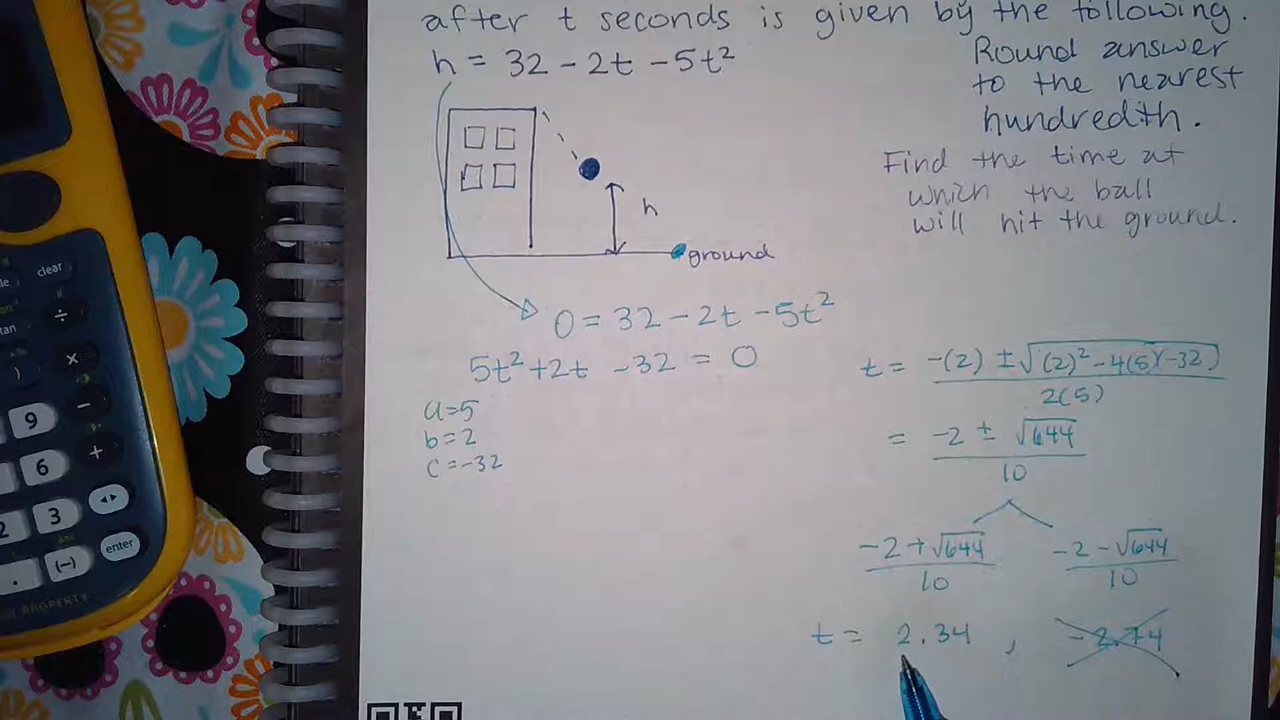 after t seconds is given by the following.
h = 32 - 2t - 5t²
Round answer
to the nearest
hundredth.
Find the time at
which the ball
will hit the ground.
h
ground
0 = 32 - 2t - 5t²
5t² + 2t - 32 = 0
a=5
b=2
c=-32
t = -(2) ± √(2)² - 4(5)(-32)
2(5)
= -2 ± √644
10
-2 + √644
10
-2 - √644
10
t = 2.34 , -2.74
clear
÷
tan
)
×
9
−
6
+
2
3
enter
.
(−)
PROPERTY